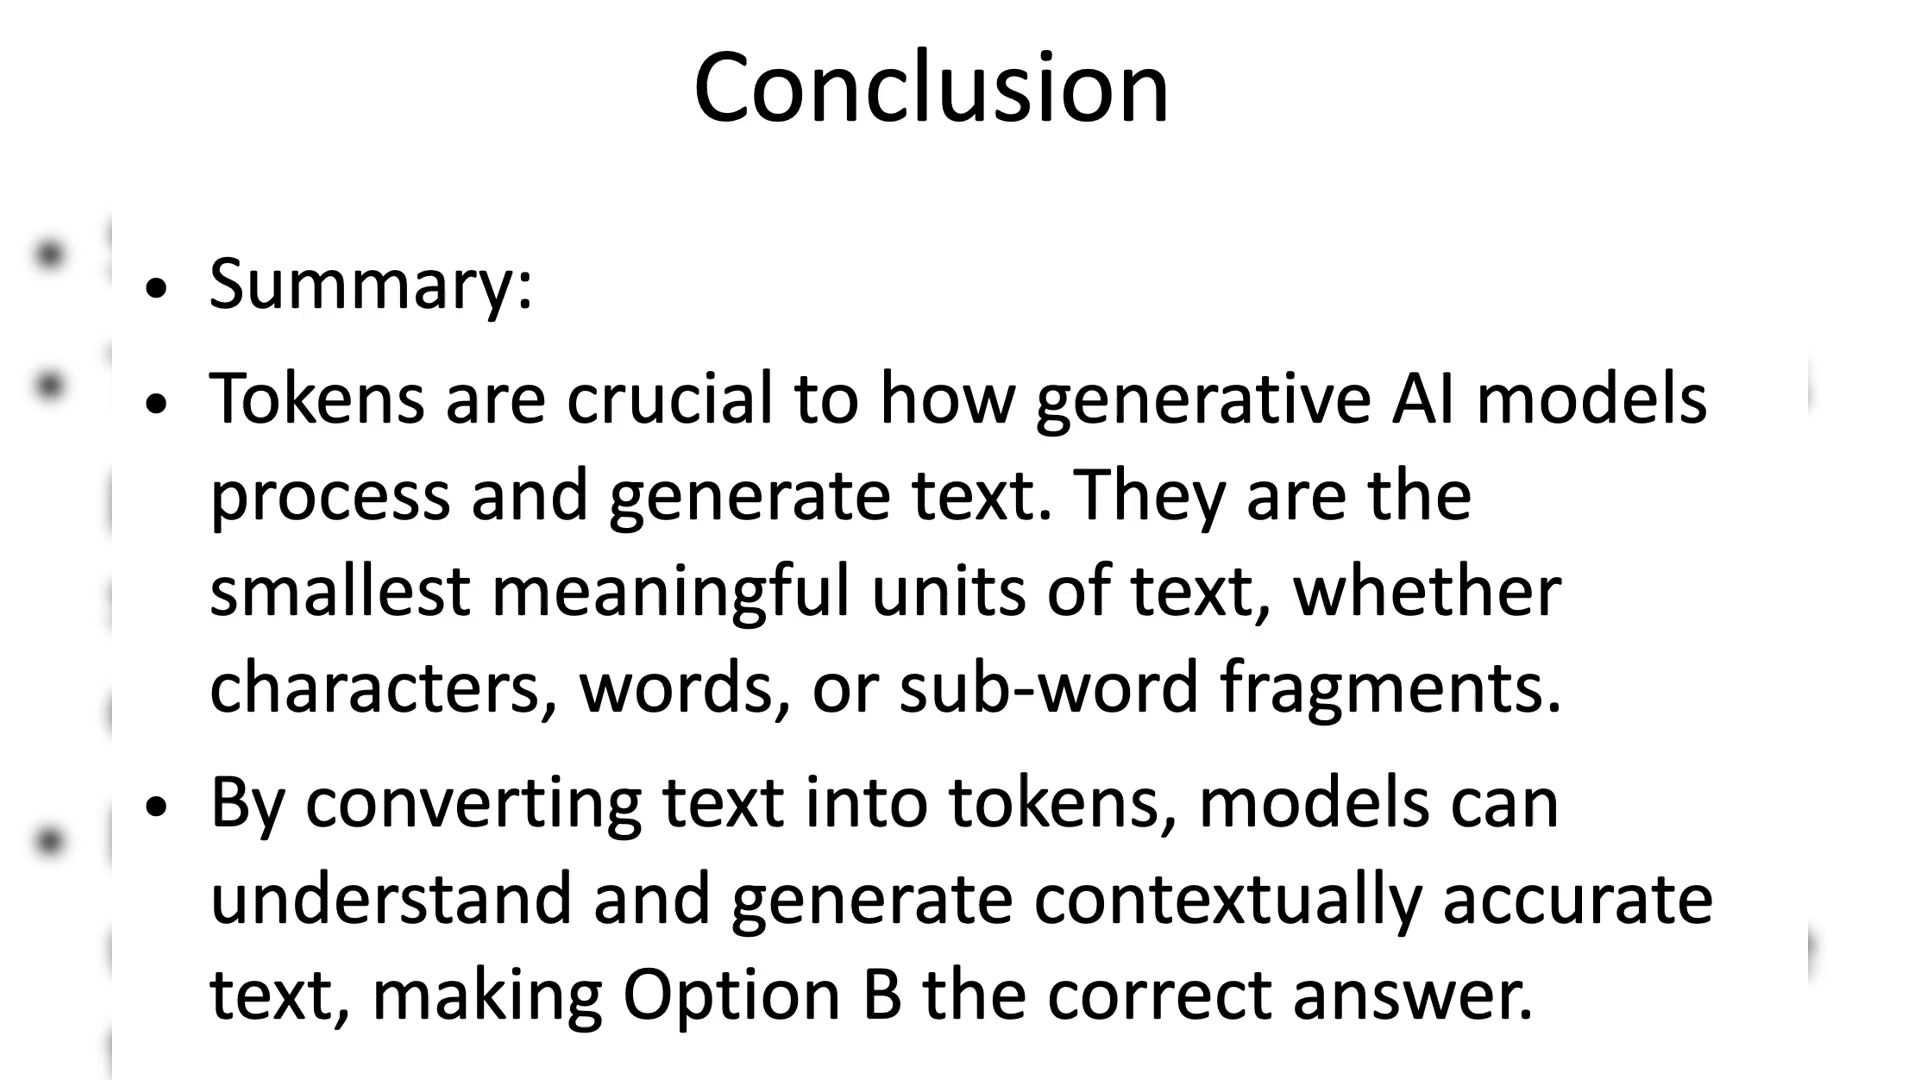 Conclusion
• Summary:
• Tokens are crucial to how generative AI models
process and generate text. They are the
smallest meaningful units of text, whether
characters, words, or sub-word fragments.
• By converting text into tokens, models can
understand and generate contextually accurate
text, making Option B the correct answer.